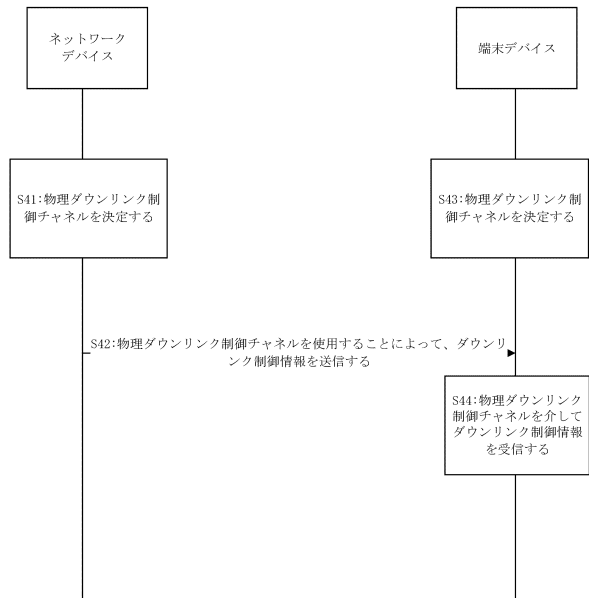 ネットワーク
デバイス
端末デバイス
S41:物理ダウンリンク制
御チャネルを決定する
S43:物理ダウンリンク制
御チャネルを決定する
S42:物理ダウンリンク制御チャネルを使用することによって、ダウンリ
ンク制御情報を送信する
S44:物理ダウンリンク
制御チャネルを介して
ダウンリンク制御情報
を受信する